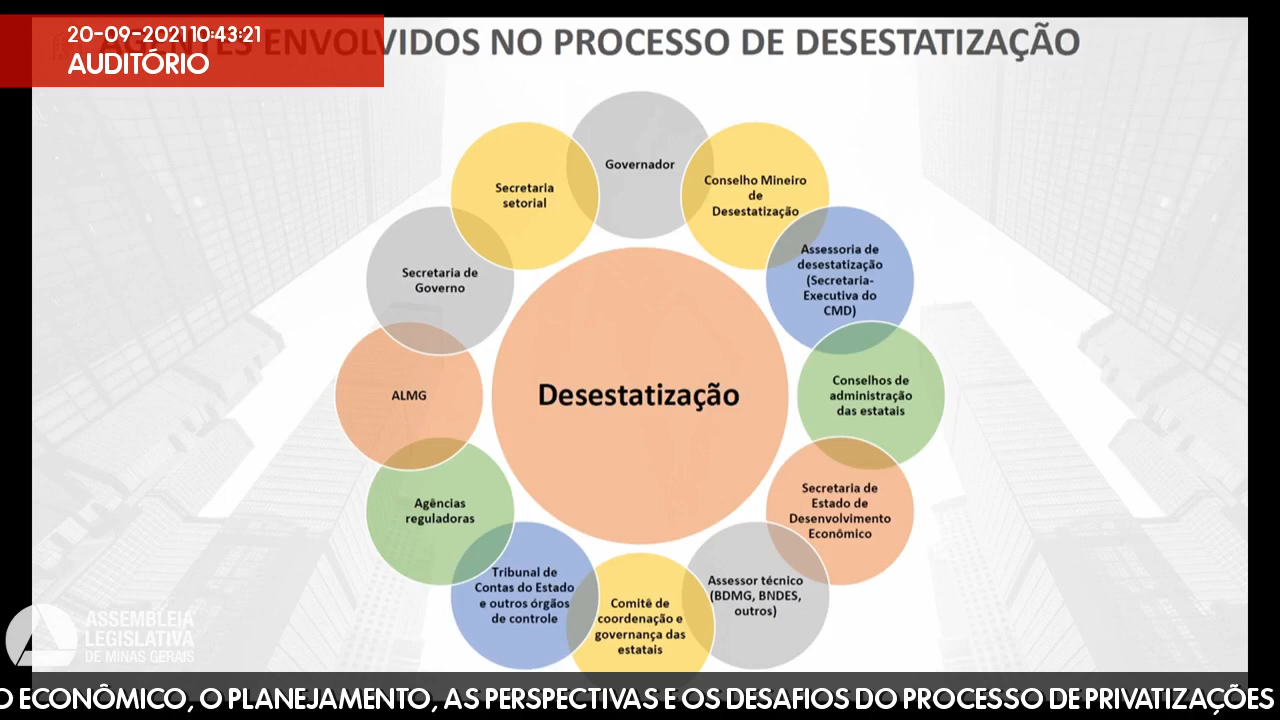 20-09-2021 10:43:21
AUDITÓRIO
ENVOLVIDOS NO PROCESSO DE DESESTATIZAÇÃO
Governador
Conselho Mineiro
de
Desestatização
Assessoria de
desestatização
(Secretaria-
Executiva do
CMD)
Conselhos de
administração
das estatais
Secretaria de
Estado de
Desenvolvimento
Econômico
Assessor técnico
(BDMG, BNDES,
outros)
Comitê de
coordenação e
governança das
estatais
Tribunal de
Contas do Estado
e outros órgãos
de controle
Agências
reguladoras
ALMG
Secretaria de
Governo
Secretaria
setorial
Desestatização
ASSEMBLEIA
LEGISLATIVA
DE MINAS GERAIS
O ECONÔMICO, O PLANEJAMENTO, AS PERSPECTIVAS E OS DESAFIOS DO PROCESSO DE PRIVATIZAÇÕES